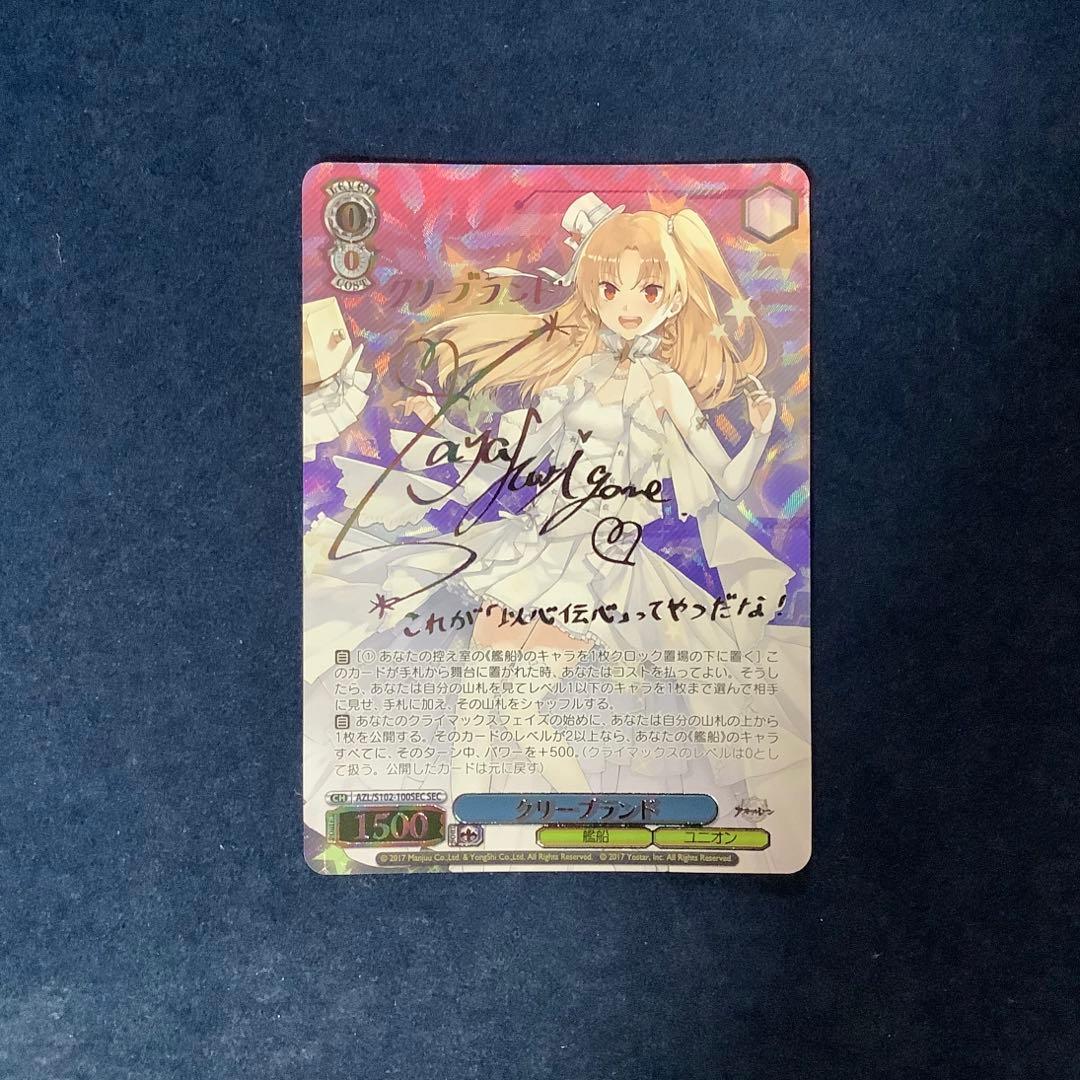 LEVEL
0
0
COST
クリーブランド
これが「以心伝心」ってやつだな!
自［① あなたの控え室の《艦船》のキャラを1枚クロック置場の下に置く］こ
のカードが手札から舞台に置かれた時、あなたはコストを払ってよい。そうし
たら、あなたは自分の山札を見てレベル1以下のキャラを1枚まで選んで相手
に見せ、手札に加え、その山札をシャッフルする。
自 あなたのクライマックスフェイズの始めに、あなたは自分の山札の上から
1枚を公開する。そのカードのレベルが2以上なら、あなたの《艦船》のキャラ
すべてに、そのターン中、パワーを+500。(クライマックスのレベルは0とし
て扱う。公開したカードは元に戻す)
CH AZL/S102-100SEC SEC
クリーブランド
アズールレーン
1500
艦船
ユニオン
© 2017 Manjuu Co.,Ltd. & YongShi Co.,Ltd. All Rights Reserved. © 2017 Yostar, Inc. All Rights Reserved.